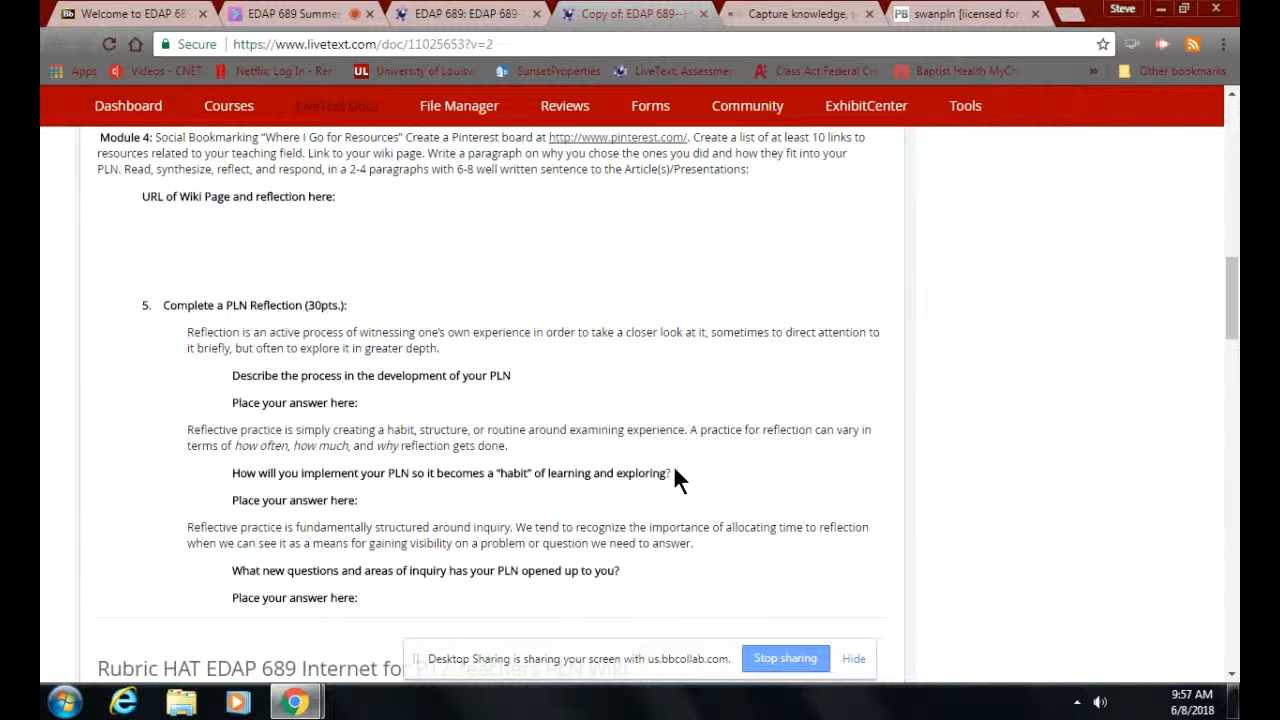 Welcome to EDAP 68
EDAP 689 Summer
EDAP 689: EDAP 689
Copy of: EDAP 689--H
Capture knowledge, s
PB swanpln [licensed for
Steve
Secure https://www.livetext.com/doc/11025653?v=2
Apps
Videos - CNET
Netflix Log In - Rer
UL University of Louisv
SunsetProperties
LiveText: Assessmer
Class Act Federal Cre
Baptist Health MyCh
»
Other bookmarks
Dashboard Courses LiveText Docs File Manager Reviews Forms Community ExhibitCenter Tools
Module 4: Social Bookmarking “Where I Go for Resources” Create a Pinterest board at http://www.pinterest.com/. Create a list of at least 10 links to
resources related to your teaching field. Link to your wiki page. Write a paragraph on why you chose the ones you did and how they fit into your
PLN. Read, synthesize, reflect, and respond, in a 2-4 paragraphs with 6-8 well written sentence to the Article(s)/Presentations:
URL of Wiki Page and reflection here:
5. Complete a PLN Reflection (30pts.):
Reflection is an active process of witnessing one’s own experience in order to take a closer look at it, sometimes to direct attention to
it briefly, but often to explore it in greater depth.
Describe the process in the development of your PLN
Place your answer here:
Reflective practice is simply creating a habit, structure, or routine around examining experience. A practice for reflection can vary in
terms of how often, how much, and why reflection gets done.
How will you implement your PLN so it becomes a “habit” of learning and exploring?
Place your answer here:
Reflective practice is fundamentally structured around inquiry. We tend to recognize the importance of allocating time to reflection
when we can see it as a means for gaining visibility on a problem or question we need to answer.
What new questions and areas of inquiry has your PLN opened up to you?
Place your answer here:
Rubric HAT EDAP 689 Internet for P12 Teachers PLN Wiki
Desktop Sharing is sharing your screen with us.bbcollab.com. Stop sharing Hide
9:57 AM
6/8/2018